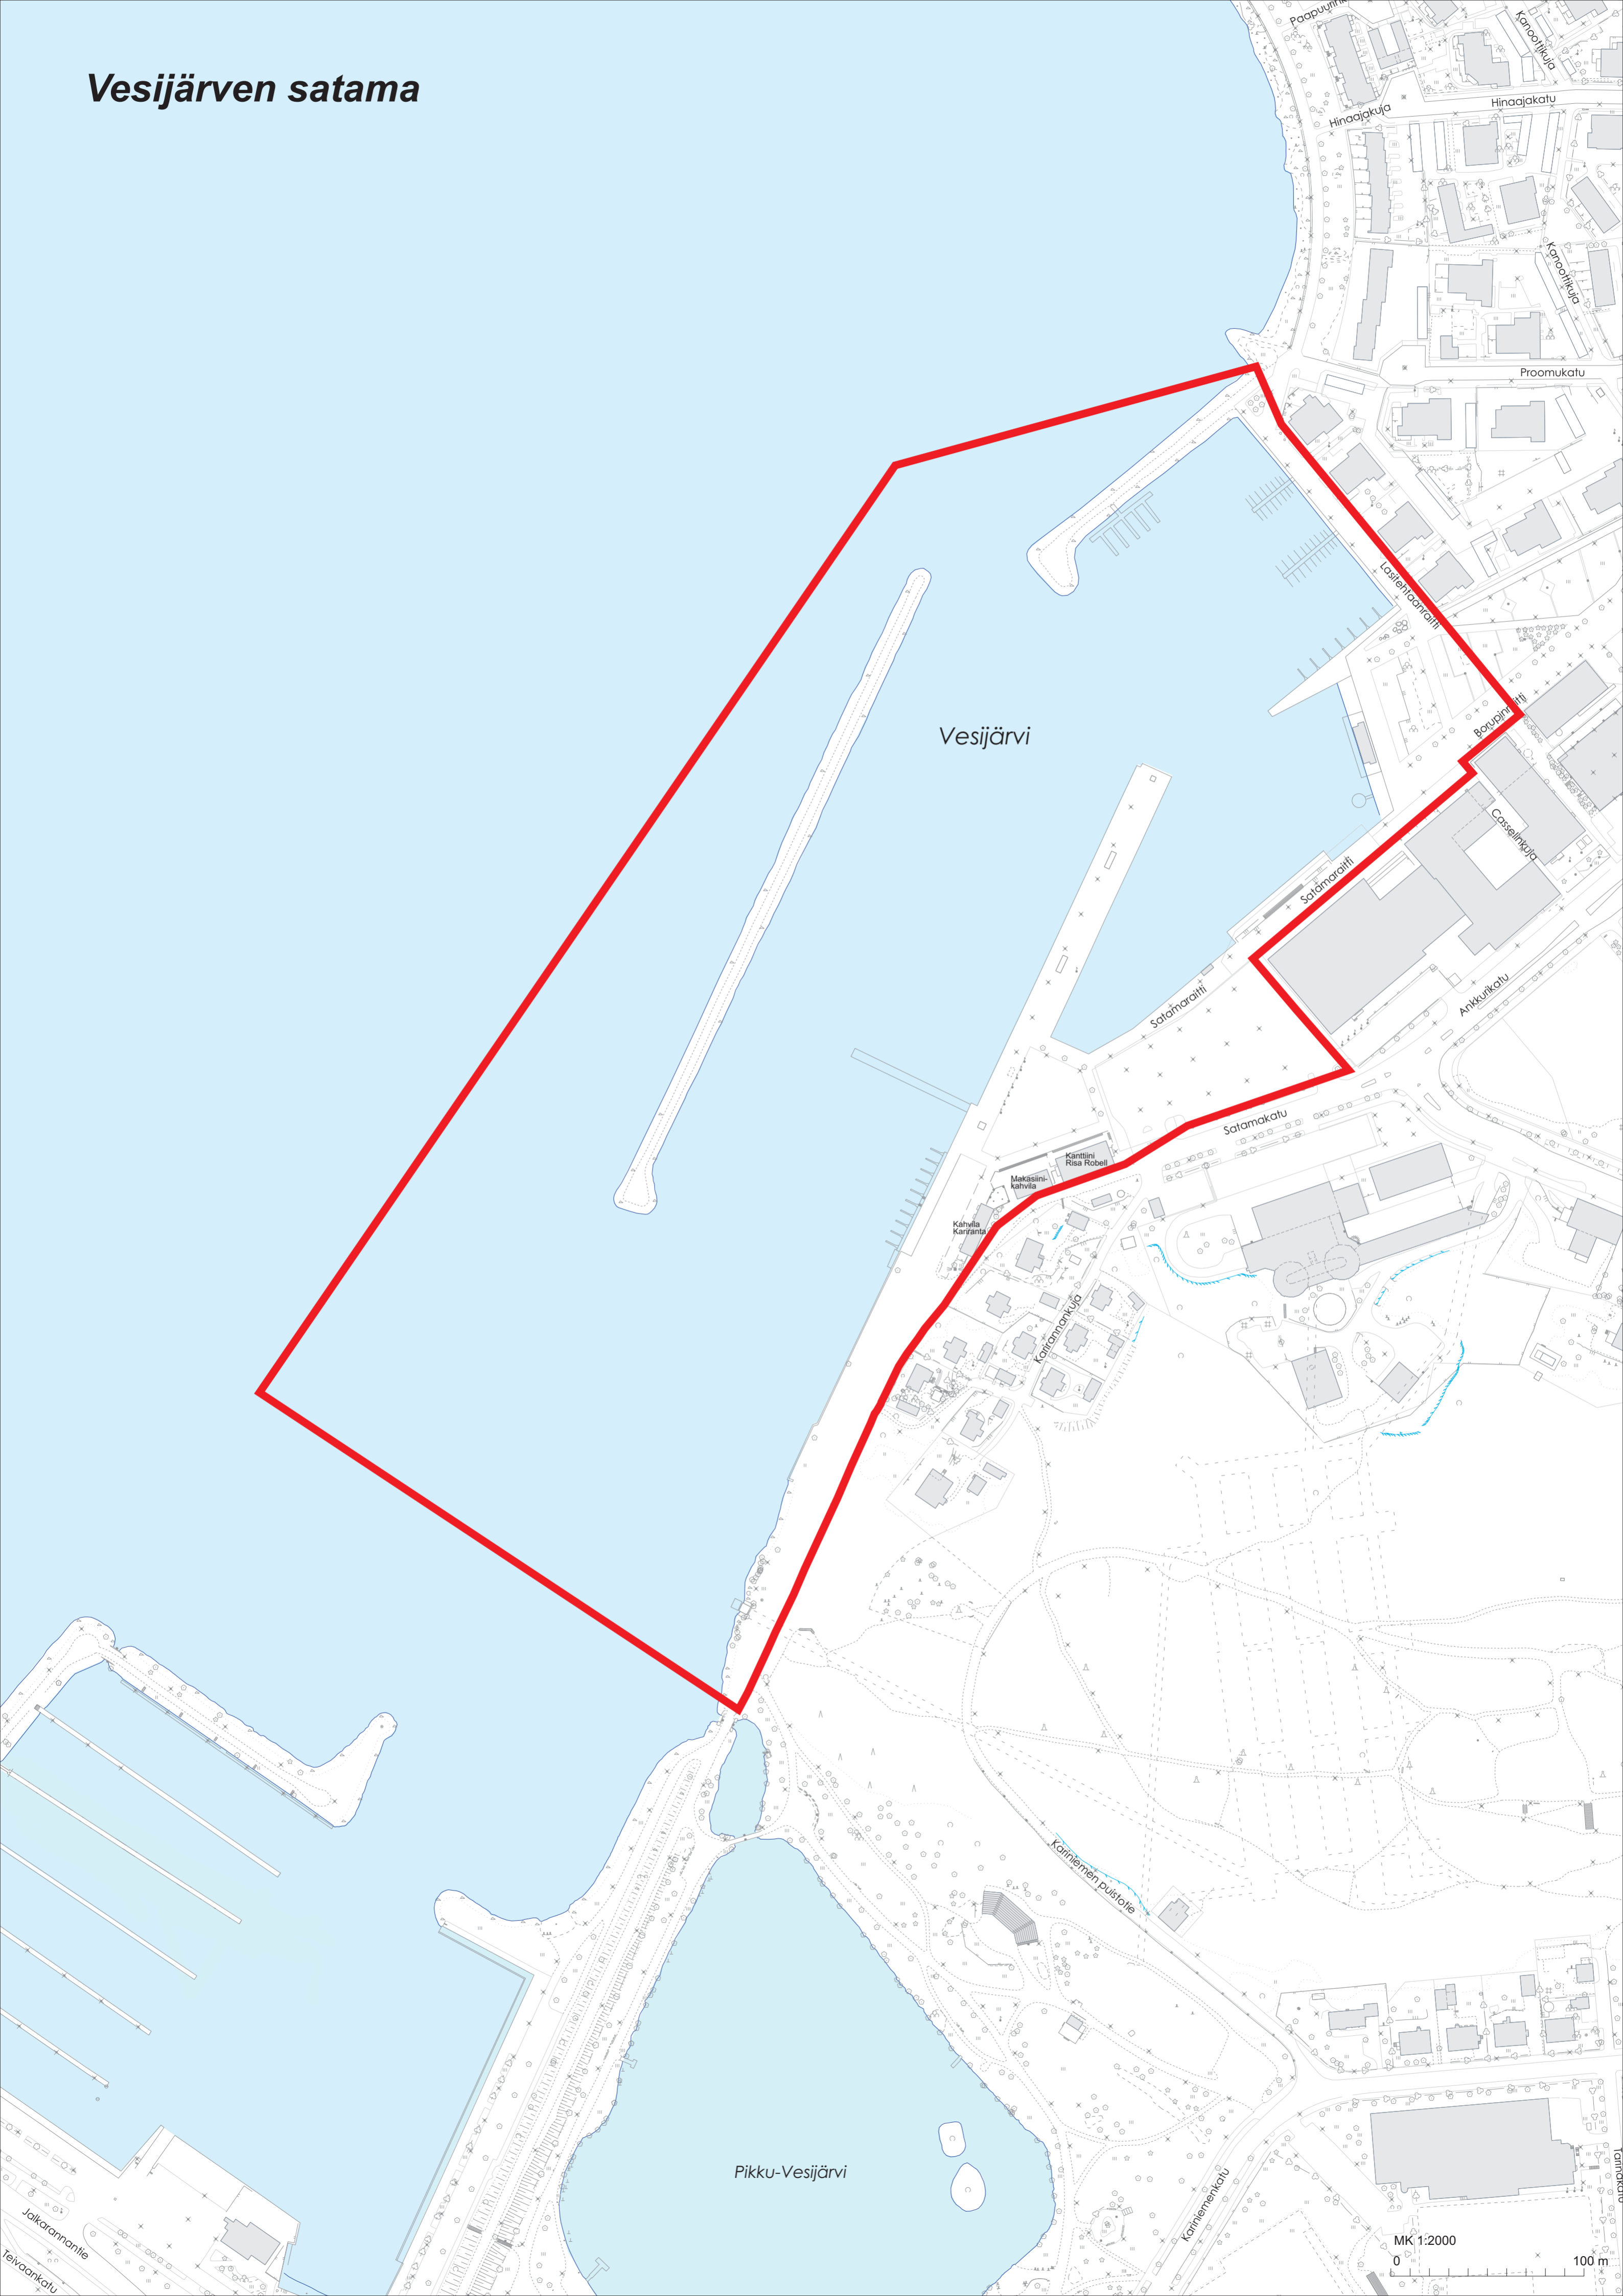 Vesijärven satama
Kanoottikuja
Hinaajakatu
Hinaajakuja
Kanoottikuja
Proomukatu
Lasitehtaanraitti
Borupinraitti
Vesijärvi
Casselinkuja
Satamaraitti
Ankkurikatu
Satamaraitti
Satamakatu
Kanttiini
Risa Robell
Makasiini-
kahvila
Kahvila
Kariranta
Karirannankuja
Kariniemen puistotie
Pikku-Vesijärvi
Kariniemenkatu
Jalkarannantie
Teivaankatu
MK 1:2000
0 100 m